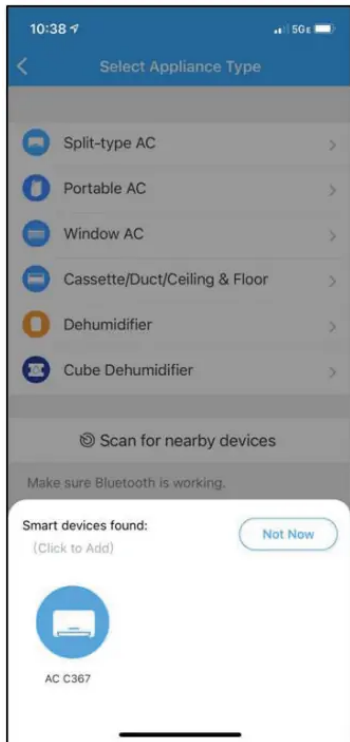 10:38 5GE
Select Appliance Type
Split-type AC
Portable AC
Window AC
Cassette/Duct/Ceiling & Floor
Dehumidifier
Cube Dehumidifier
Scan for nearby devices
Make sure Bluetooth is working.
Smart devices found:
(Click to Add)
Not Now
AC C367